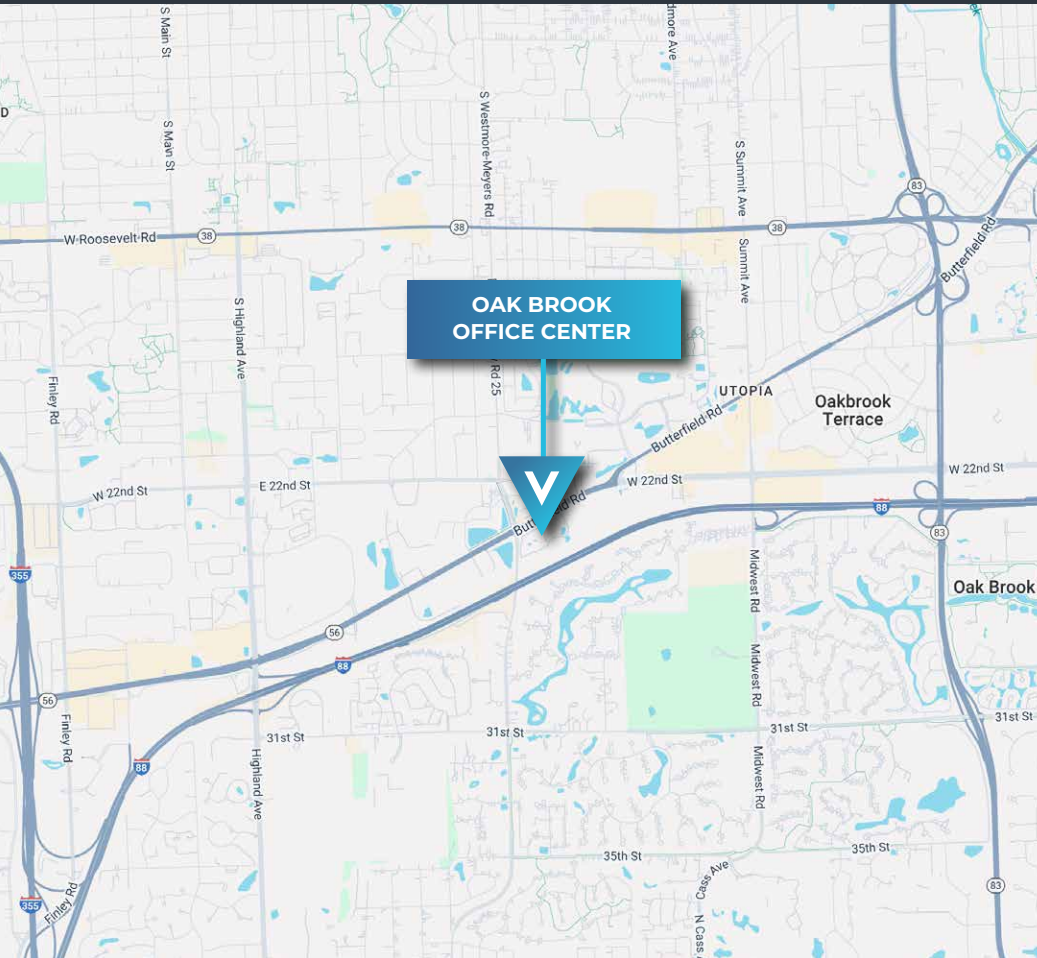 S Main St
dmore Ave
D
S Main St
S Westmore-Meyers Rd
S Summit Ave
83
38
38
38
W Roosevelt Rd
Summit Ave
Butterfield Rd
OAK BROOK
OFFICE CENTER
S Highland Ave
Rd 25
Finley Rd
UTOPIA
Oakbrook
Terrace
Butterfield Rd
W 22nd St
E 22nd St
W 22nd St
W 22nd St
V
88
83
355
Midwest Rd
Oak Brook
56
88
Midwest Rd
56
31st St
31st St
31st St
31st St
Finley Rd
88
Highland Ave
Midwest Rd
35th St
35th St
Cass Ave
83
355
Finley Rd
N Cass